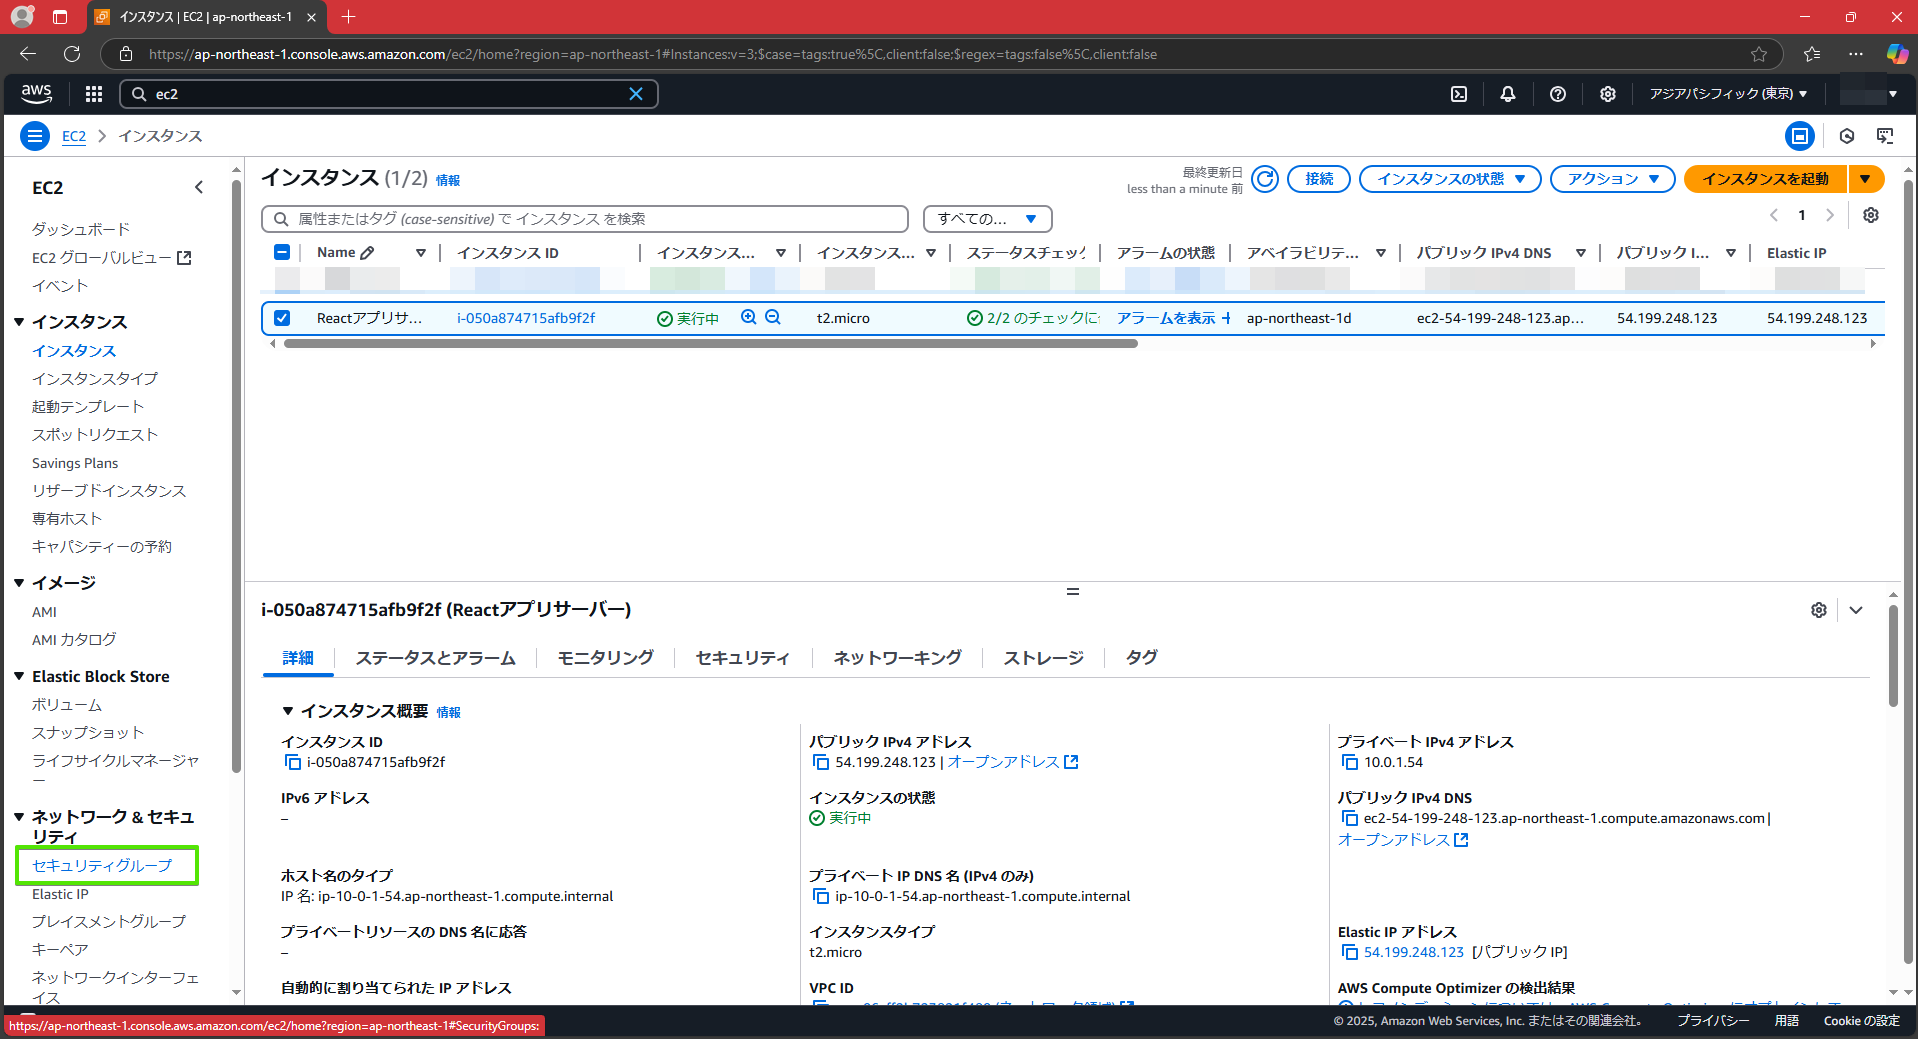 インスタンス | EC2 | ap-northeast-1
https://ap-northeast-1.console.aws.amazon.com/ec2/home?region=ap-northeast-1#Instances:v=3;$case=tags:true%5C,client:false;$regex=tags:false%5C,client:false
aws
ec2
アジアパシフィック (東京)
EC2 > インスタンス
EC2
ダッシュボード
EC2 グローバルビュー
イベント
インスタンス
インスタンス
インスタンスタイプ
起動テンプレート
スポットリクエスト
Savings Plans
リザーブドインスタンス
専有ホスト
キャパシティーの予約
イメージ
AMI
AMI カタログ
Elastic Block Store
ボリューム
スナップショット
ライフサイクルマネージャ
ー
ネットワーク & セキュ
リティ
セキュリティグループ
Elastic IP
プレイスメントグループ
キーペア
ネットワークインターフェ
イス
インスタンス (1/2) 情報
最終更新日
less than a minute 前
接続
インスタンスの状態
アクション
インスタンスを起動
属性またはタグ (case-sensitive) で インスタンス を検索
すべての...
1
Name
インスタンス ID
インスタンス...
インスタンス...
ステータスチェック
アラームの状態
アベイラビリテ...
パブリック IPv4 DNS
パブリック I...
Elastic IP
Reactアプリサ...
i-050a874715afb9f2f
実行中
t2.micro
2/2 のチェックに
アラームを表示 +
ap-northeast-1d
ec2-54-199-248-123.ap...
54.199.248.123
54.199.248.123
i-050a874715afb9f2f (Reactアプリサーバー)
詳細
ステータスとアラーム
モニタリング
セキュリティ
ネットワーキング
ストレージ
タグ
インスタンス概要 情報
インスタンス ID
i-050a874715afb9f2f
パブリック IPv4 アドレス
54.199.248.123 | オープンアドレス
プライベート IPv4 アドレス
10.0.1.54
IPv6 アドレス
–
インスタンスの状態
実行中
パブリック IPv4 DNS
ec2-54-199-248-123.ap-northeast-1.compute.amazonaws.com |
オープンアドレス
ホスト名のタイプ
IP 名: ip-10-0-1-54.ap-northeast-1.compute.internal
プライベート IP DNS 名 (IPv4 のみ)
ip-10-0-1-54.ap-northeast-1.compute.internal
プライベートリソースの DNS 名に応答
–
インスタンスタイプ
t2.micro
Elastic IP アドレス
54.199.248.123 [パブリック IP]
自動的に割り当てられた IP アドレス
VPC ID
AWS Compute Optimizer の検出結果
https://ap-northeast-1.console.aws.amazon.com/ec2/home?region=ap-northeast-1#SecurityGroups:
© 2025, Amazon Web Services, Inc. またはその関連会社。
プライバシー
用語
Cookie の設定